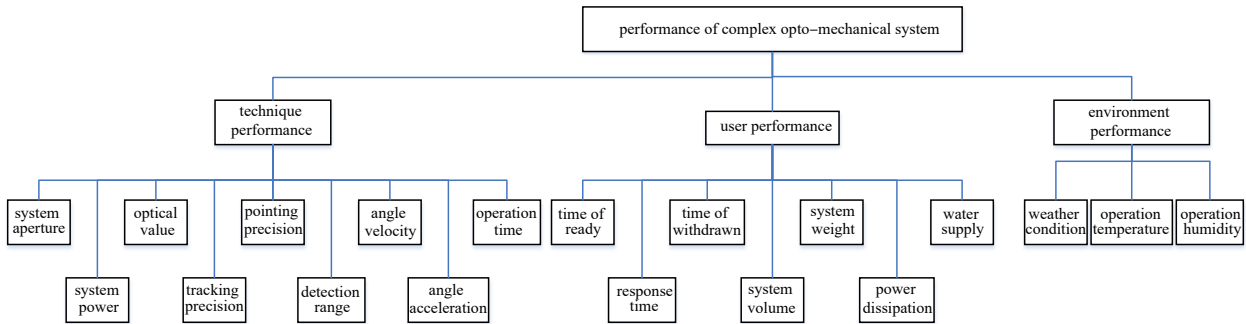 performance of complex opto−mechanical system
technique
performance
user performance
environment
performance
system
aperture
optical
value
pointing
precision
angle
velocity
operation
time
time of
ready
time of
withdrawn
system
weight
water
supply
weather
condition
operation
temperature
operation
humidity
system
power
tracking
precision
detection
range
angle
acceleration
response
time
system
volume
power
dissipation